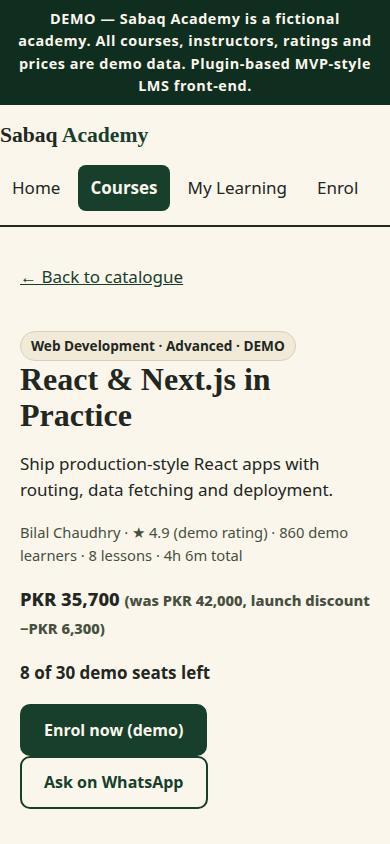 DEMO — Sabaq Academy is a fictional
academy. All courses, instructors, ratings and
prices are demo data. Plugin-based MVP-style
LMS front-end.
Sabaq Academy
Home Courses My Learning Enrol
← Back to catalogue
Web Development · Advanced · DEMO
React & Next.js in
Practice
Ship production-style React apps with
routing, data fetching and deployment.
Bilal Chaudhry · ★ 4.9 (demo rating) · 860 demo
learners · 8 lessons · 4h 6m total
PKR 35,700 (was PKR 42,000, launch discount
−PKR 6,300)
8 of 30 demo seats left
Enrol now (demo)
Ask on WhatsApp